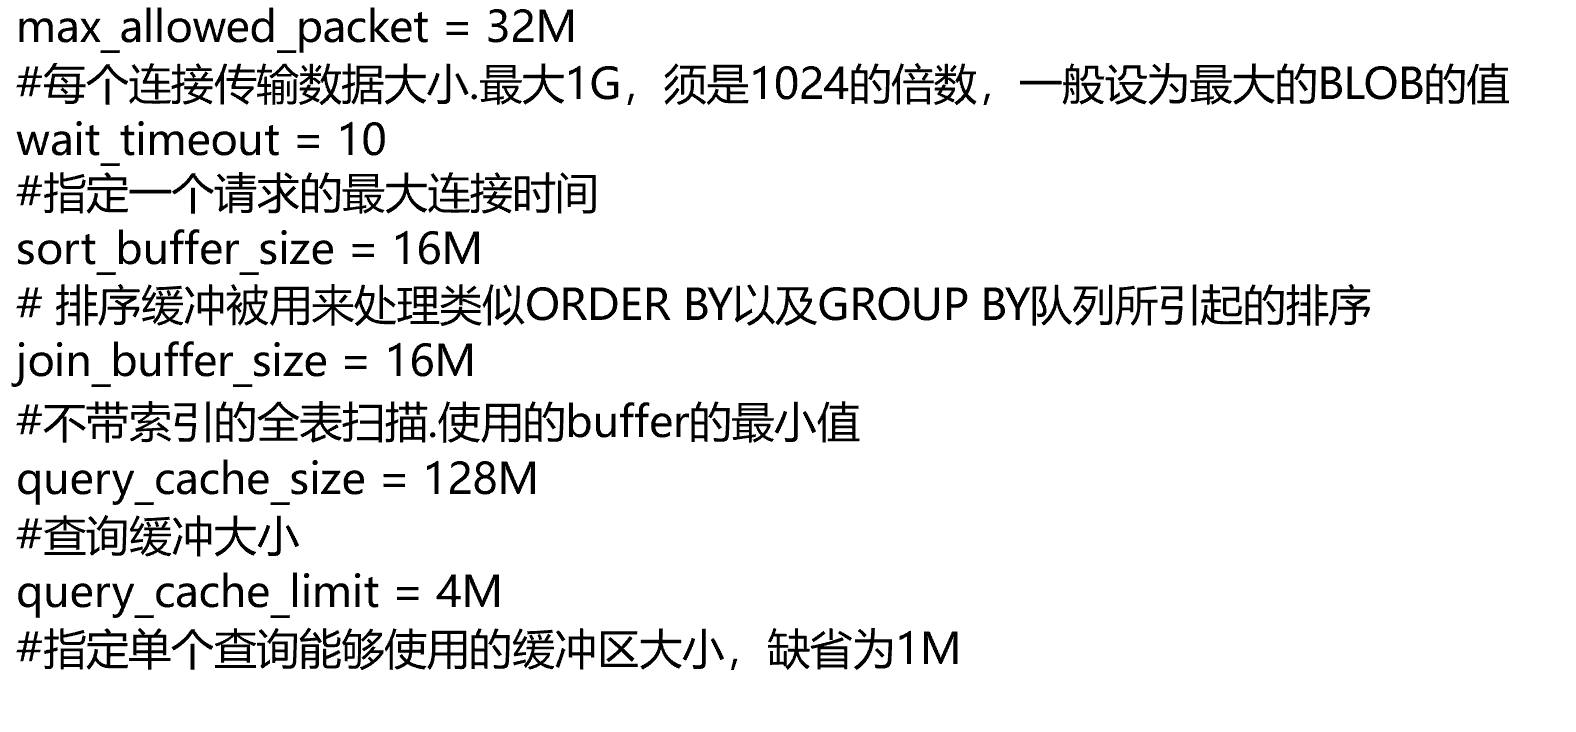 max_allowed_packet = 32M
#每个连接传输数据大小.最大1G，须是1024的倍数，一般设为最大的BLOB的值
wait_timeout = 10
#指定一个请求的最大连接时间
sort_buffer_size = 16M
# 排序缓冲被用来处理类似ORDER BY以及GROUP BY队列所引起的排序
join_buffer_size = 16M
#不带索引的全表扫描.使用的buffer的最小值
query_cache_size = 128M
#查询缓冲大小
query_cache_limit = 4M
#指定单个查询能够使用的缓冲区大小，缺省为1M